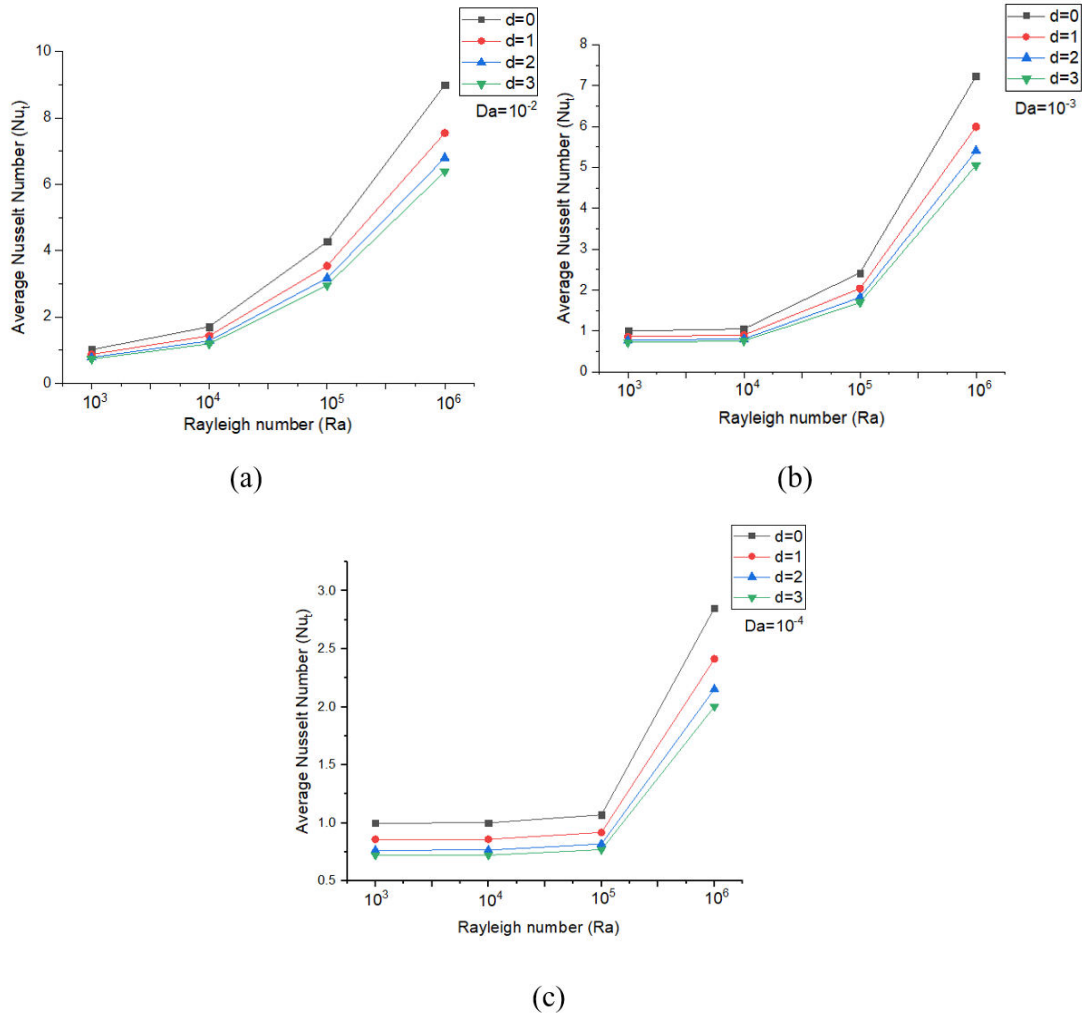 d=0
d=1
d=2
d=3
Da=10⁻²
Average Nusselt Number (Nuₜ)
10
8
6
4
2
0
10³ 10⁴ 10⁵ 10⁶
Rayleigh number (Ra)
(a)
d=0
d=1
d=2
d=3
Da=10⁻³
Average Nusselt Number (Nuₜ)
8
7
6
5
4
3
2
1
0
10³ 10⁴ 10⁵ 10⁶
Rayleigh number (Ra)
(b)
d=0
d=1
d=2
d=3
Da=10⁻⁴
Average Nusselt Number (Nuₜ)
3.0
2.5
2.0
1.5
1.0
0.5
10³ 10⁴ 10⁵ 10⁶
Rayleigh number (Ra)
(c)